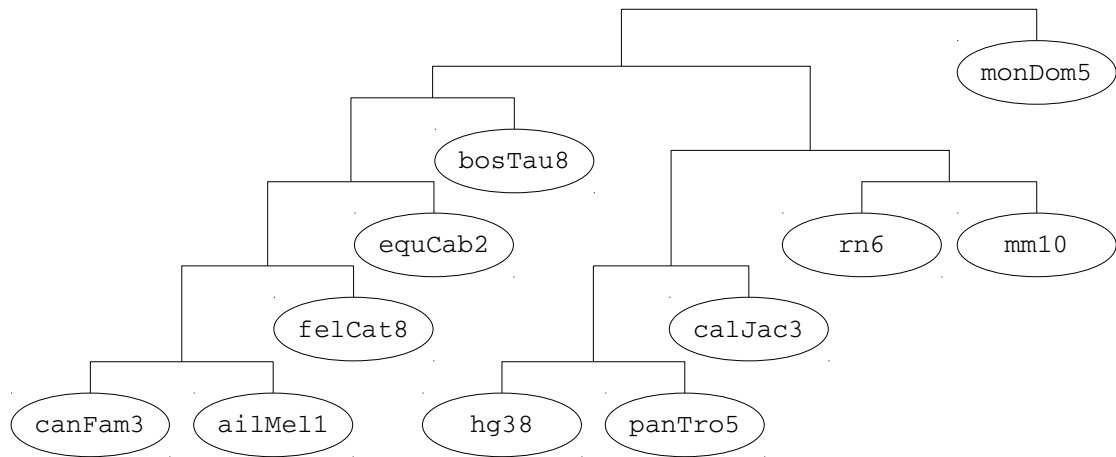 monDom5
bosTau8
equCab2
rn6
mm10
felCat8
calJac3
canFam3
ailMel1
hg38
panTro5